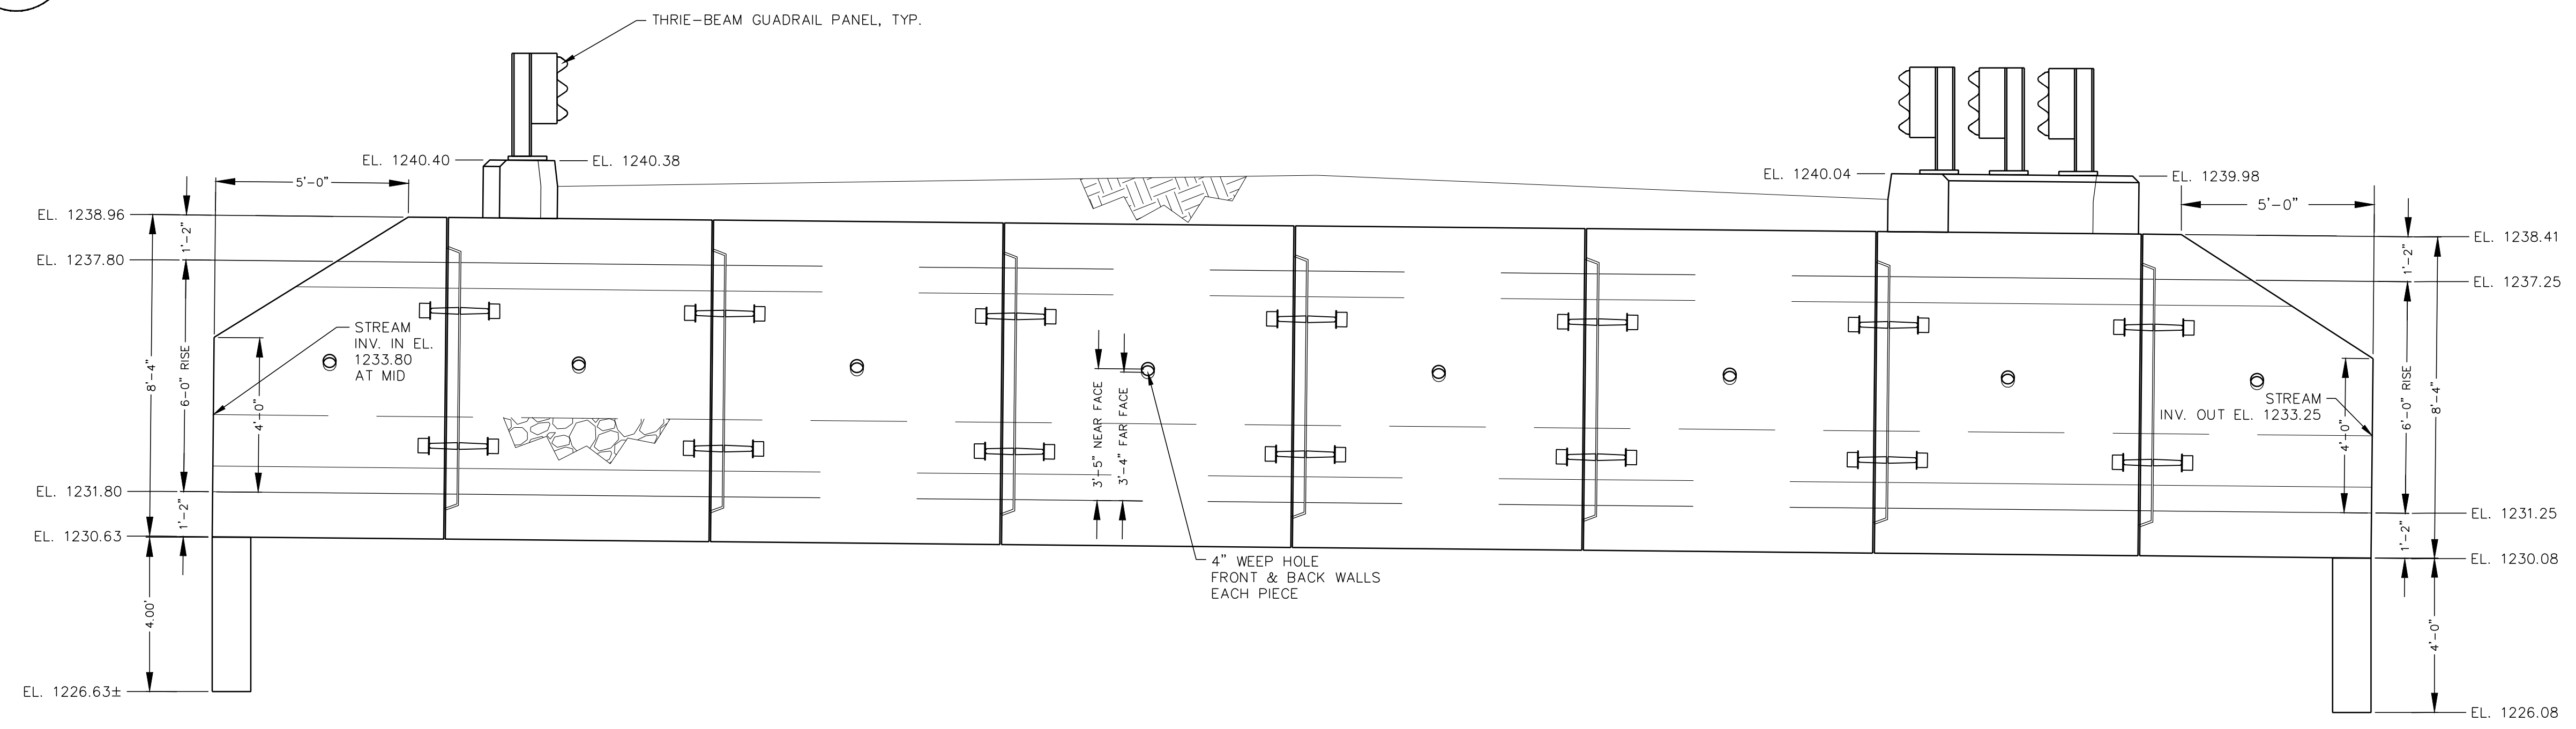 THRIE-BEAM GUADRAIL PANEL, TYP.
EL. 1240.40
EL. 1240.38
EL. 1240.04
EL. 1239.98
5'-0"
5'-0"
EL. 1238.96
EL. 1237.80
1'-2"
8'-4"
6-0" RISE
4'-0"
STREAM
INV. IN EL.
1233.80
AT MID
EL. 1231.80
1'-2"
EL. 1230.63
4.00'
EL. 1226.63±
3'-5" NEAR FACE
3'-4" FAR FACE
4" WEEP HOLE
FRONT & BACK WALLS
EACH PIECE
STREAM
INV. OUT EL. 1233.25
4'-0"
EL. 1238.41
1'-2"
EL. 1237.25
6'-0" RISE
8'-4"
EL. 1231.25
1'-2"
EL. 1230.08
4'-0"
EL. 1226.08